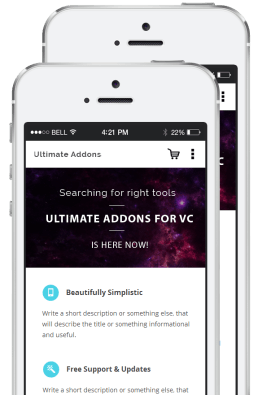 BELL 4:21 PM 22%
Ultimate Addons
Searching for right tools
ULTIMATE ADDONS FOR VC
IS HERE NOW!
Beautifully Simplistic
Write a short description or something else, that
will describe the title or something informational
and useful.
Free Support & Updates
Write a short description or something else, that